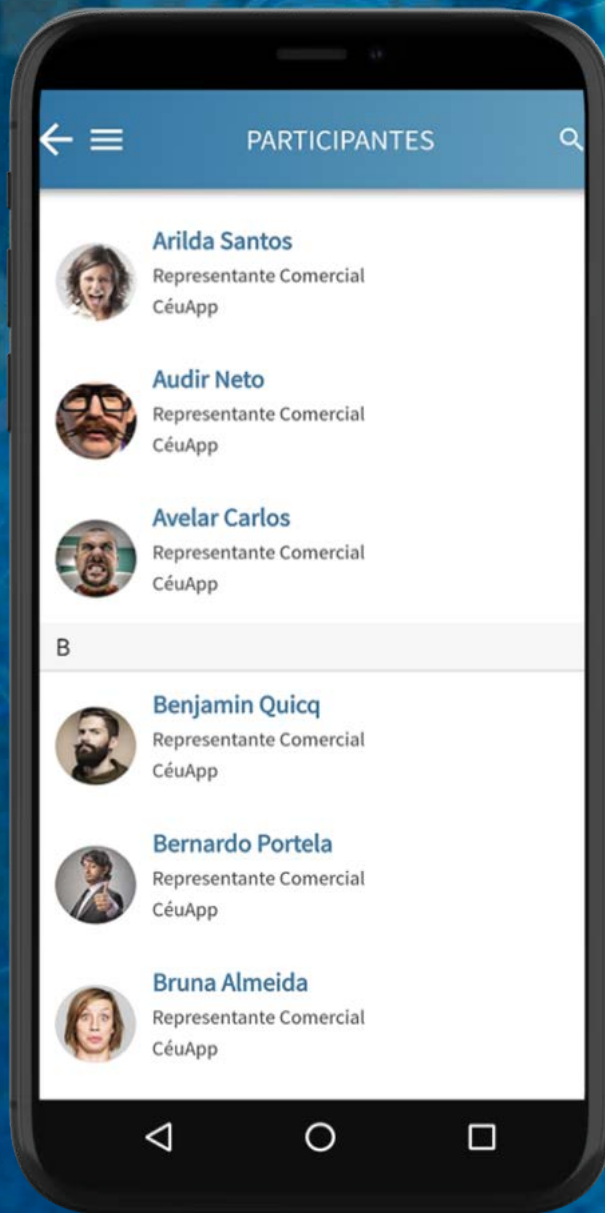 PARTICIPANTES
Arilda Santos
Representante Comercial
CéuApp
Audir Neto
Representante Comercial
CéuApp
Avelar Carlos
Representante Comercial
CéuApp
B
Benjamin Quicq
Representante Comercial
CéuApp
Bernardo Portela
Representante Comercial
CéuApp
Bruna Almeida
Representante Comercial
CéuApp